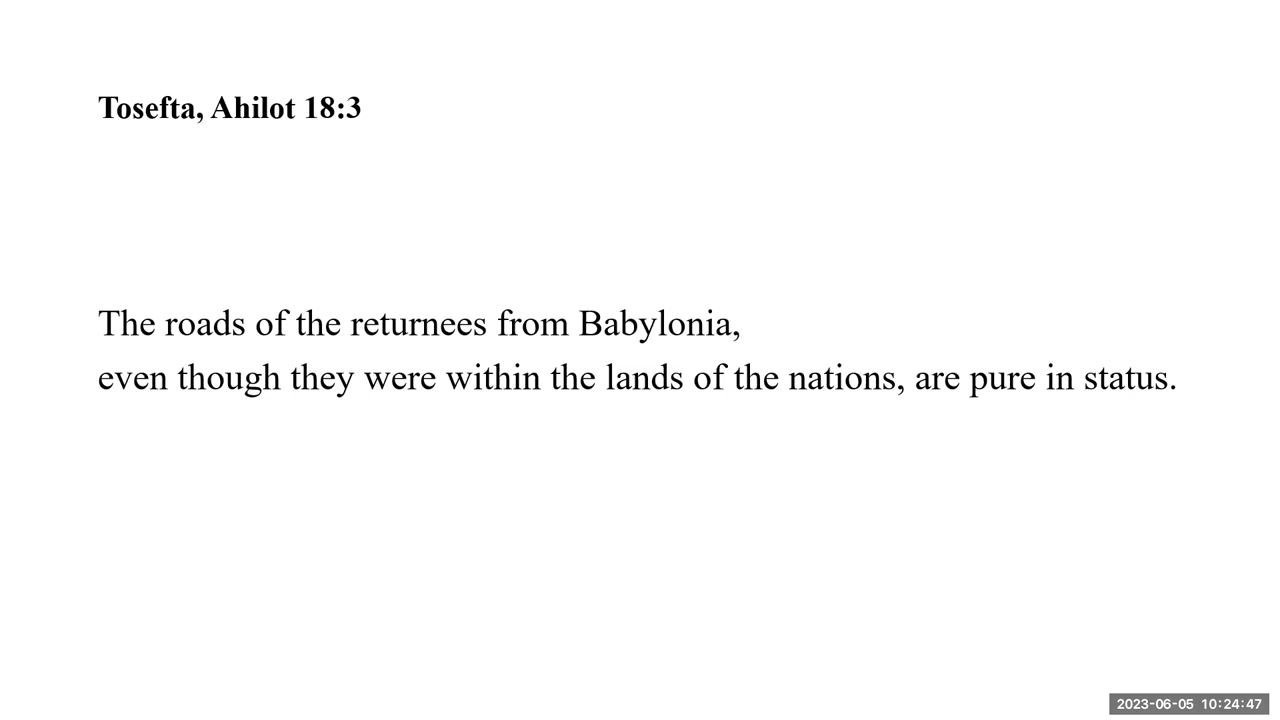 Tosefta, Ahilot 18:3
The roads of the returnees from Babylonia,
even though they were within the lands of the nations, are pure in status.
2023-06-05 10:24:47